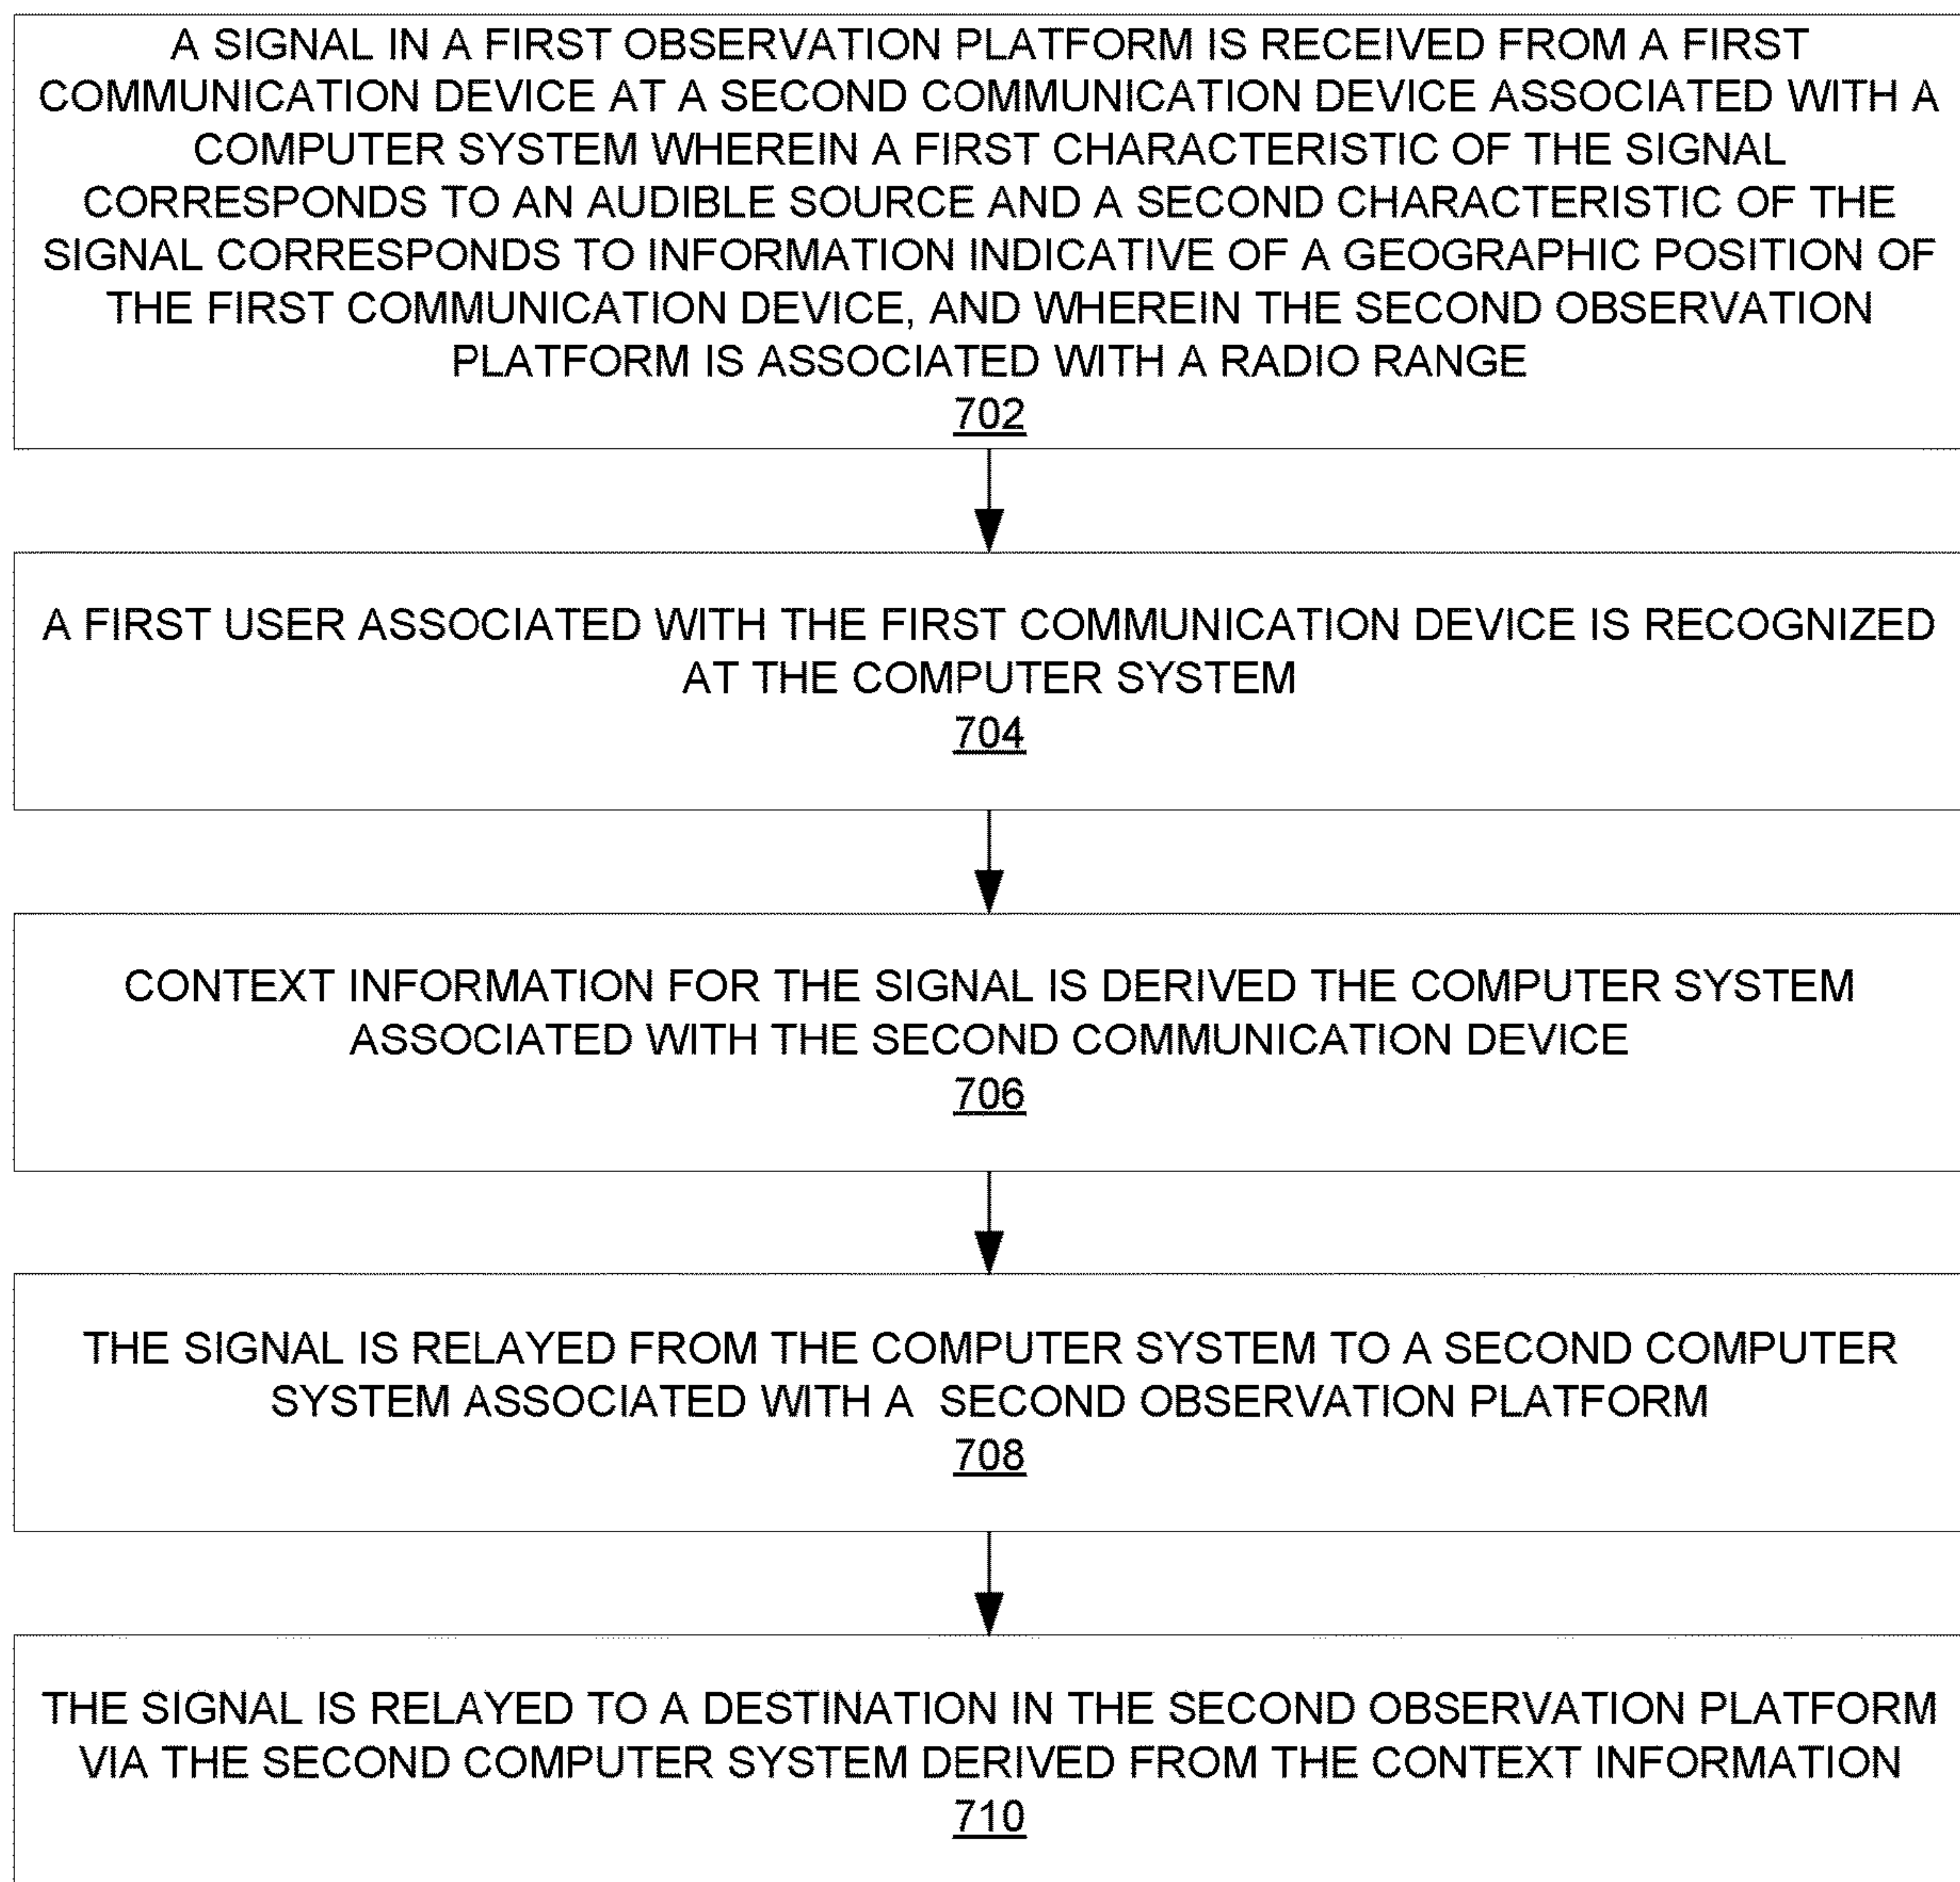 A SIGNAL IN A FIRST OBSERVATION PLATFORM IS RECEIVED FROM A FIRST
COMMUNICATION DEVICE AT A SECOND COMMUNICATION DEVICE ASSOCIATED WITH A
COMPUTER SYSTEM WHEREIN A FIRST CHARACTERISTIC OF THE SIGNAL
CORRESPONDS TO AN AUDIBLE SOURCE AND A SECOND CHARACTERISTIC OF THE
SIGNAL CORRESPONDS TO INFORMATION INDICATIVE OF A GEOGRAPHIC POSITION OF
THE FIRST COMMUNICATION DEVICE, AND WHEREIN THE SECOND OBSERVATION
PLATFORM IS ASSOCIATED WITH A RADIO RANGE
702
A FIRST USER ASSOCIATED WITH THE FIRST COMMUNICATION DEVICE IS RECOGNIZED
AT THE COMPUTER SYSTEM
704
CONTEXT INFORMATION FOR THE SIGNAL IS DERIVED THE COMPUTER SYSTEM
ASSOCIATED WITH THE SECOND COMMUNICATION DEVICE
706
THE SIGNAL IS RELAYED FROM THE COMPUTER SYSTEM TO A SECOND COMPUTER
SYSTEM ASSOCIATED WITH A SECOND OBSERVATION PLATFORM
708
THE SIGNAL IS RELAYED TO A DESTINATION IN THE SECOND OBSERVATION PLATFORM
VIA THE SECOND COMPUTER SYSTEM DERIVED FROM THE CONTEXT INFORMATION
710